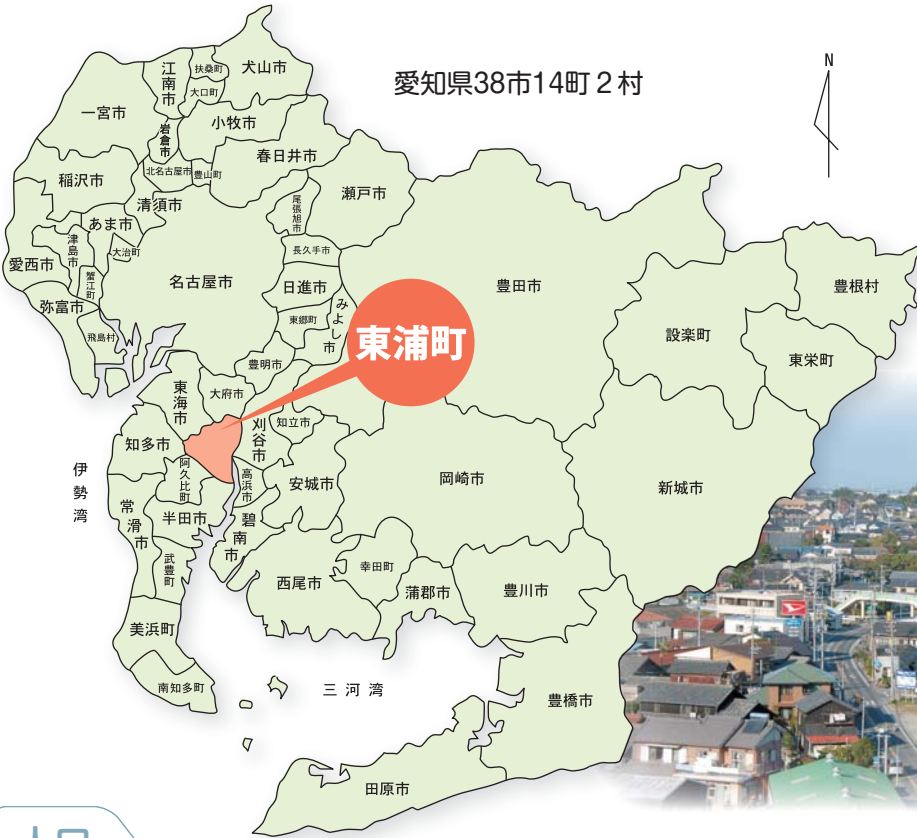 愛知県38市14町2村
N
犬山市
扶桑町
江南市
大口町
一宮市
小牧市
岩倉市
春日井市
北名古屋市
豊山町
稲沢市
瀬戸市
尾張旭市
清須市
あま市
津島市
大治町
長久手市
愛西市
蟹江町
名古屋市
日進市
豊田市
豊根村
弥富市
みよし市
東郷町
飛島村
東浦町
設楽町
東栄町
豊明市
東海市
大府市
知立市
刈谷市
知多市
阿久比町
高浜市
安城市
岡崎市
新城市
伊勢湾
常滑市
半田市
碧南市
武豊町
西尾市
幸田町
蒲郡市
豊川市
美浜町
南知多町
三河湾
豊橋市
田原市
人口